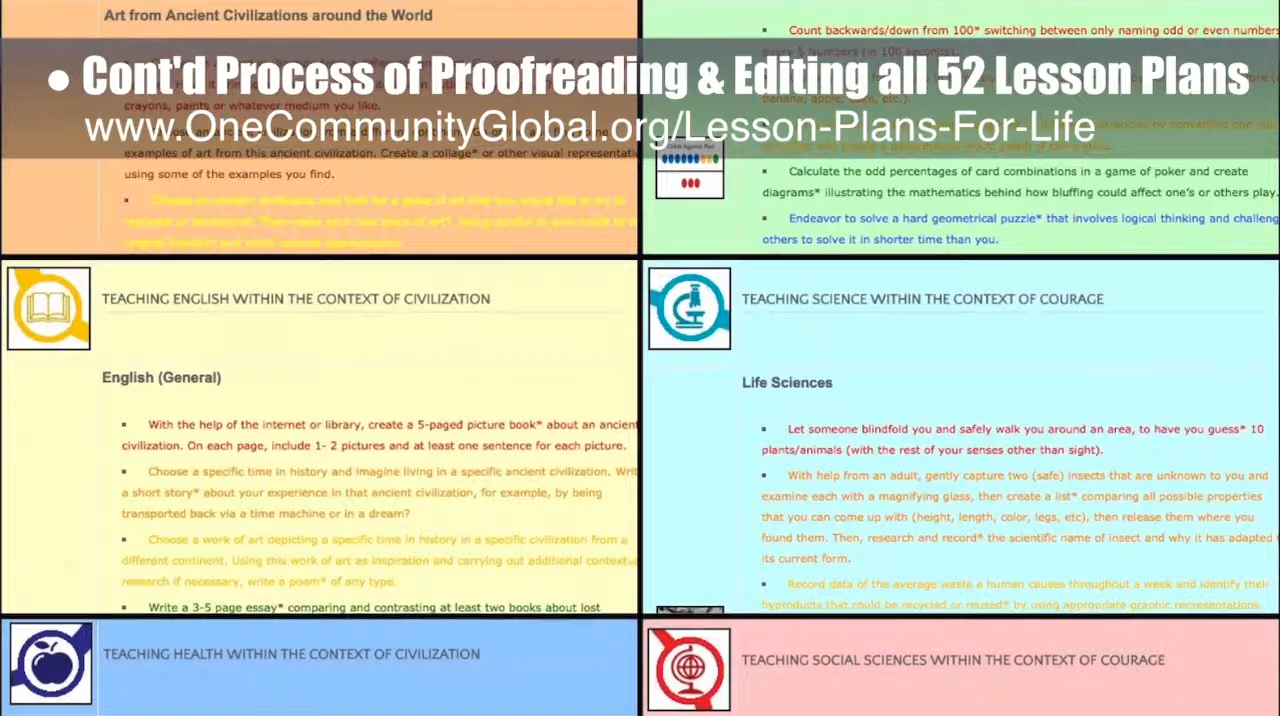 Art from Ancient Civilizations around the World
• Cont'd Process of Proofreading & Editing all 52 Lesson Plans
www.OneCommunityGlobal.org/Lesson-Plans-For-Life
crayons, paints or whatever medium you like.
examples of art from this ancient civilization. Create a collage* or other visual representati
using some of the examples you find.
Count backwards/down from 100* switching between only naming odd or even numbers
every 5 numbers (in 100 seconds).
banana, apple,
Calculate the odd percentages of card combinations in a game of poker and create
diagrams* illustrating the mathematics behind how bluffing could affect one's or others play.
Endeavor to solve a hard geometrical puzzle* that involves logical thinking and challeng
others to solve it in shorter time than you.
TEACHING ENGLISH WITHIN THE CONTEXT OF CIVILIZATION
English (General)
With the help of the internet or library, create a 5-paged picture book* about an ancient
civilization. On each page, include 1- 2 pictures and at least one sentence for each picture.
Choose a specific time in history and imagine living in a specific ancient civilization. Writ
a short story* about your experience in that ancient civilization, for example, by being
transported back via a time machine or in a dream?
Choose a work of art depicting a specific time in history in a specific civilization from a
different continent. Using this work of art as inspiration and carrying out additional contextu
research if necessary, write a poem* of any type.
Write a 3-5 page essay* comparing and contrasting at least two books about lost
TEACHING SCIENCE WITHIN THE CONTEXT OF COURAGE
Life Sciences
Let someone blindfold you and safely walk you around an area, to have you guess* 10
plants/animals (with the rest of your senses other than sight).
With help from an adult, gently capture two (safe) insects that are unknown to you and
examine each with a magnifying glass, then create a list* comparing all possible properties
that you can come up with (height, length, color, legs, etc), then release them where you
found them. Then, research and record* the scientific name of insect and why it has adapted t
its current form.
Record data of the average waste a human causes throughout a week and identify their
byproducts that could be recycled or reused* by using appropriate graphic representations
TEACHING HEALTH WITHIN THE CONTEXT OF CIVILIZATION
TEACHING SOCIAL SCIENCES WITHIN THE CONTEXT OF COURAGE